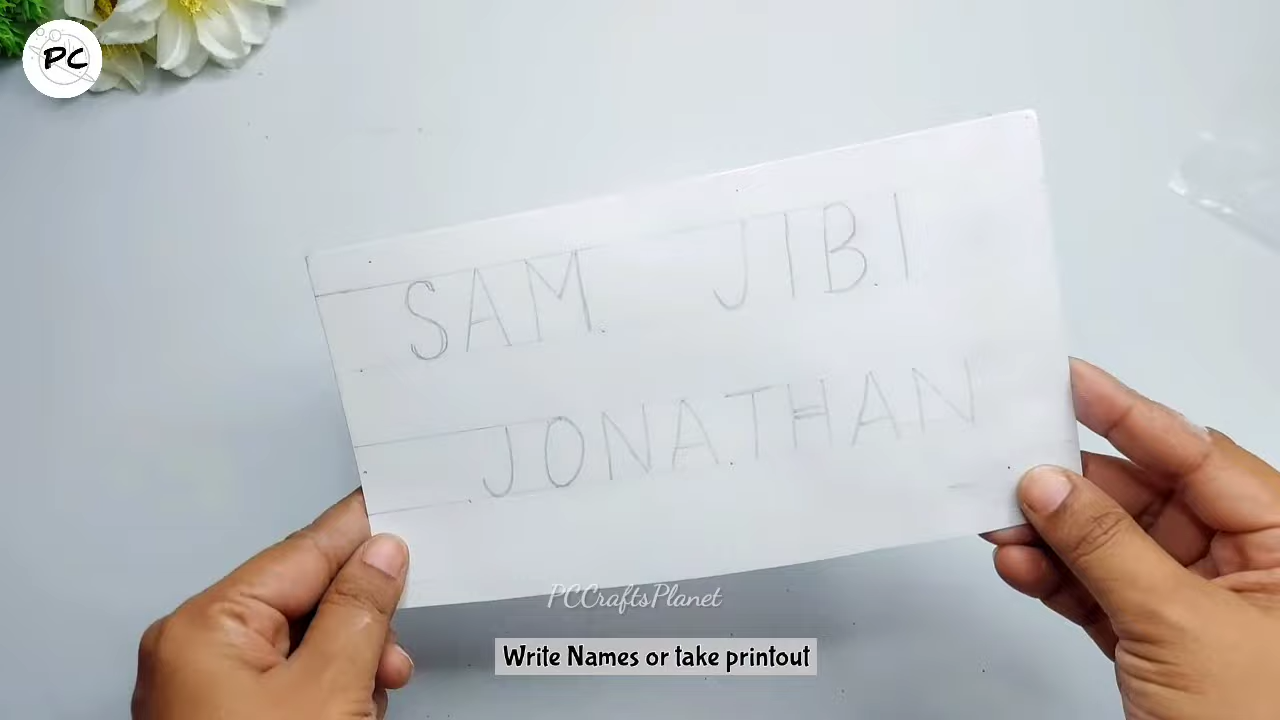 PC
SAM JIBI
JONATHAN
PCCraftsPlanet
Write Names or take printout